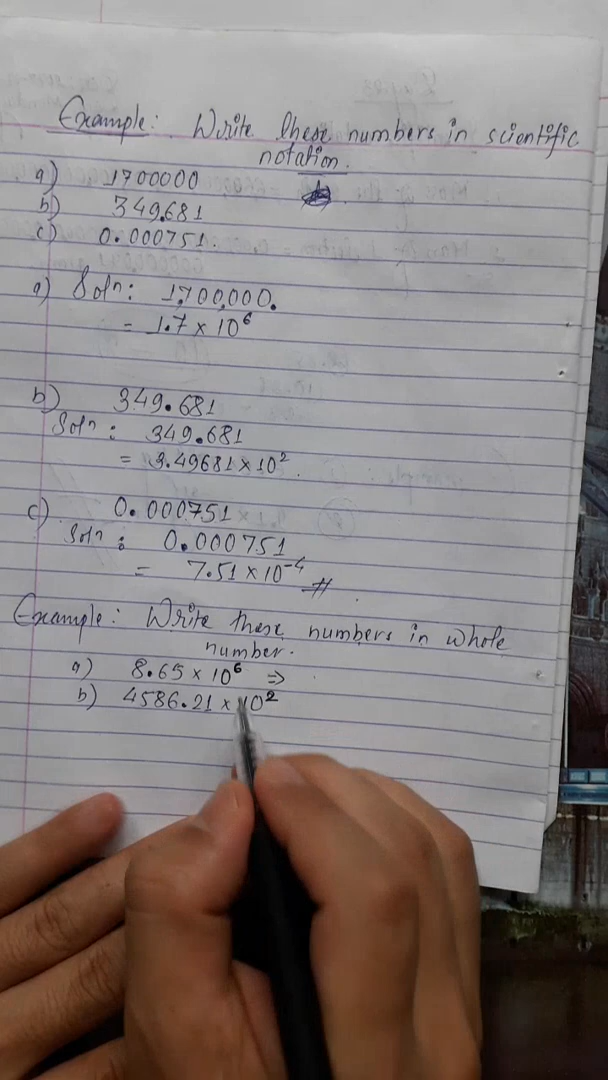 Example: Write these numbers in scientific
notation.
a) 1700000
b) 349.681
c) 0.000751.
a) Soln: 1,700,000.
= 1.7 × 10⁶
b) 349.681
Soln: 349.681
= 3.49681 × 10².
c) 0.000751
Soln: 0.000751
= 7.51 × 10⁻⁴
Example: Write these numbers in whole
number.
a) 8.65 × 10⁶ ⇒
b) 4586.21 × 10²